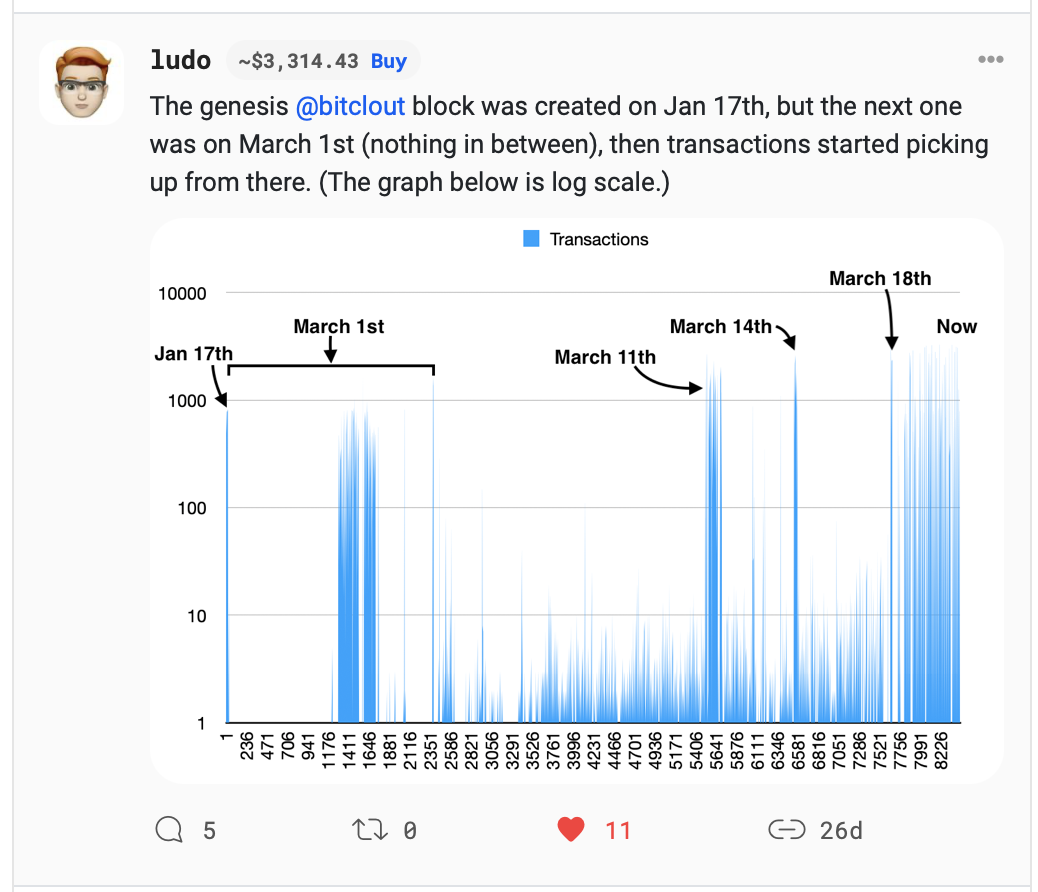 ludo ~$3,314.43 Buy
The genesis @bitclout block was created on Jan 17th, but the next one
was on March 1st (nothing in between), then transactions started picking
up from there. (The graph below is log scale.)
Transactions
10000
1000
100
10
1
Jan 17th
March 1st
March 11th
March 14th
March 18th
Now
1 236 471 706 941 1176 1411 1646 1881 2116 2351 2586 2821 3056 3291 3526 3761 3996 4231 4466 4701 4936 5171 5406 5641 5876 6111 6346 6581 6816 7051 7286 7521 7756 7991 8226
5 0 11 26d